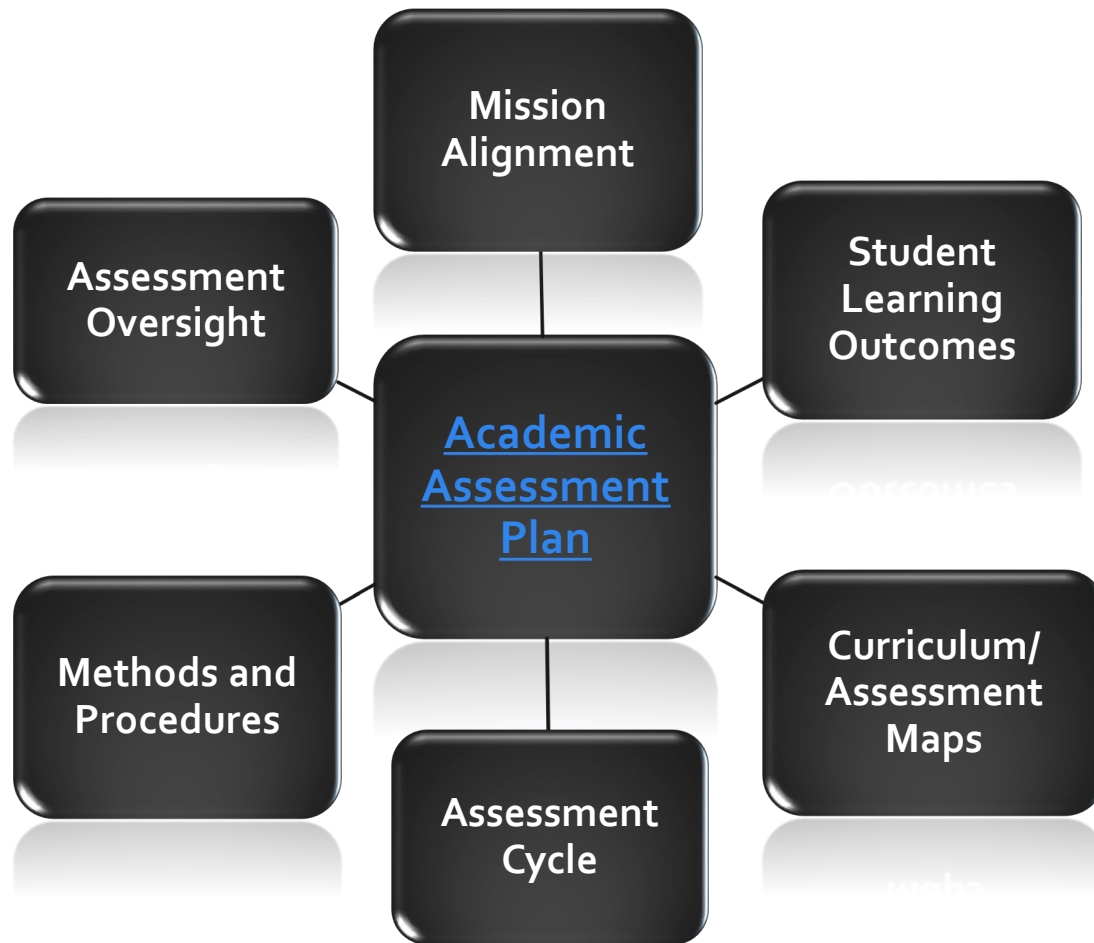 Mission
Alignment
Student
Learning
Outcomes
Assessment
Oversight
Academic
Assessment
Plan
Curriculum/
Assessment
Maps
Methods and
Procedures
Assessment
Cycle